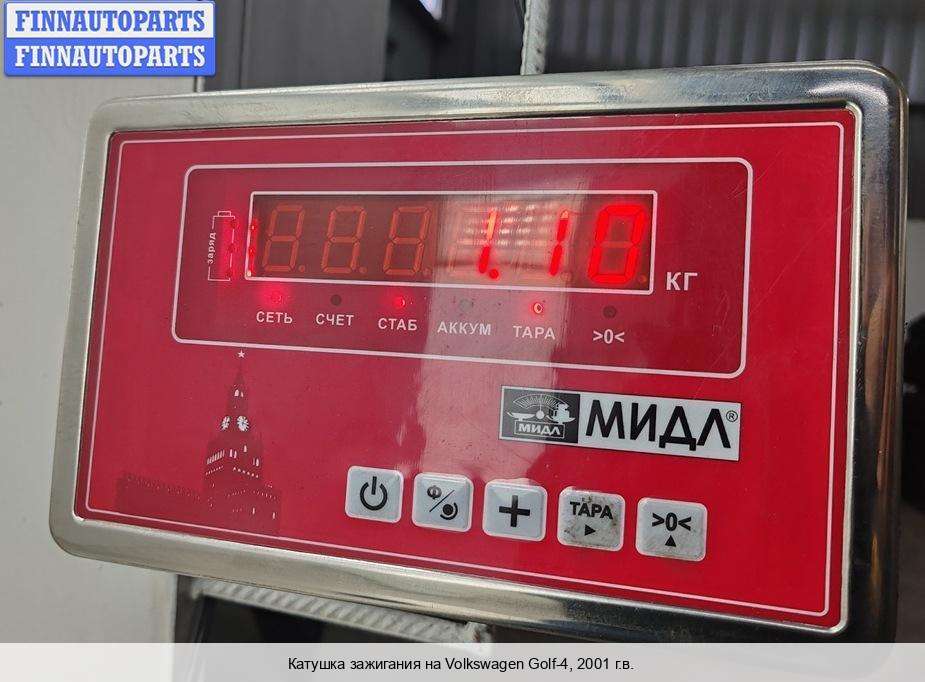 FINNAUTOPARTS
FINNAUTOPARTS
заряд
1.10
КГ
СЕТЬ СЧЕТ СТАБ АККУМ ТАРА >0<
МИДЛ МИДЛ®
ТАРА >0<
Катушка зажигания на Volkswagen Golf-4, 2001 г.в.